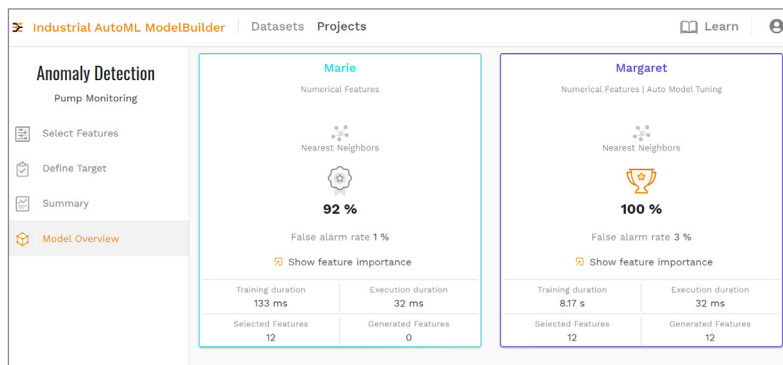 Industrial AutoML ModelBuilder
Datasets Projects
Learn
Anomaly Detection
Pump Monitoring
Select Features
Define Target
Summary
Model Overview
Marie
Numerical Features
Nearest Neighbors
92 %
False alarm rate 1 %
Show feature importance
Training duration Execution duration
133 ms 32 ms
Selected Features Generated Features
12 0
Margaret
Numerical Features | Auto Model Tuning
Nearest Neighbors
100 %
False alarm rate 3 %
Show feature importance
Training duration Execution duration
8.17 s 32 ms
Selected Features Generated Features
12 12